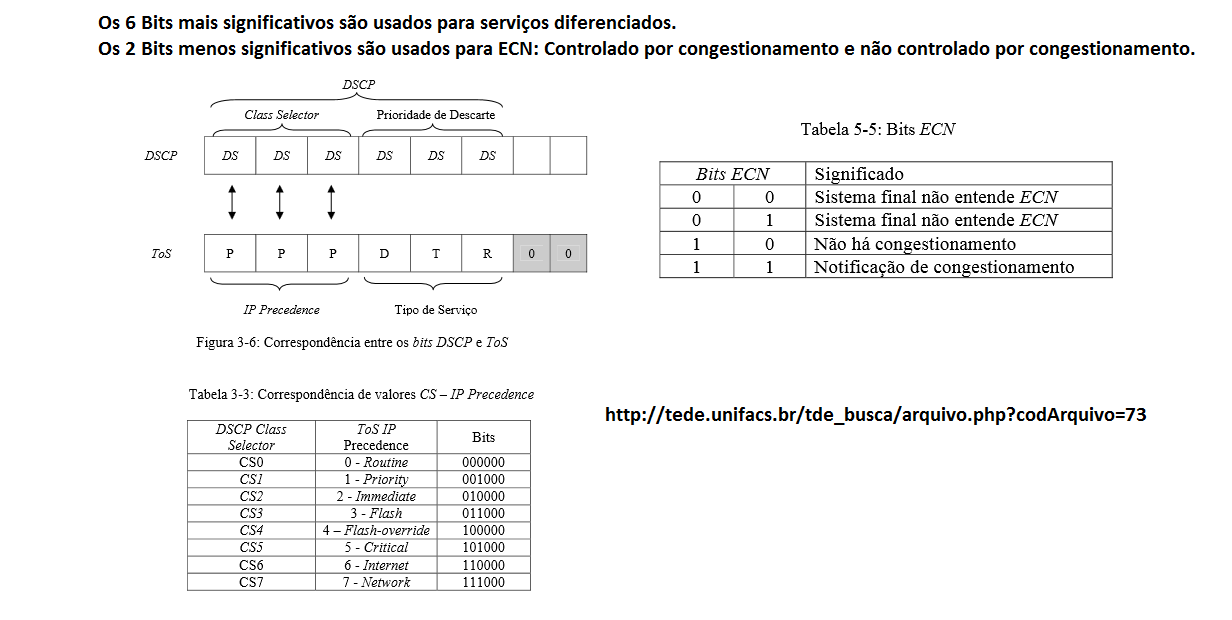 Os 6 Bits mais significativos são usados para serviços diferenciados.
Os 2 Bits menos significativos são usados para ECN: Controlado por congestionamento e não controlado por congestionamento.
DSCP
Class Selector Prioridade de Descarte
DSCP DS DS DS DS DS DS
ToS P P P D T R 0 0
IP Precedence Tipo de Serviço
Figura 3-6: Correspondência entre os bits DSCP e ToS
Tabela 5-5: Bits ECN
Bits ECN Significado
0 0 Sistema final não entende ECN
0 1 Sistema final não entende ECN
1 0 Não há congestionamento
1 1 Notificação de congestionamento
Tabela 3-3: Correspondência de valores CS – IP Precedence
DSCP Class Selector ToS IP Precedence Bits
CS0 0 - Routine 000000
CS1 1 - Priority 001000
CS2 2 - Immediate 010000
CS3 3 - Flash 011000
CS4 4 – Flash-override 100000
CS5 5 - Critical 101000
CS6 6 - Internet 110000
CS7 7 - Network 111000
http://tede.unifacs.br/tde_busca/arquivo.php?codArquivo=73